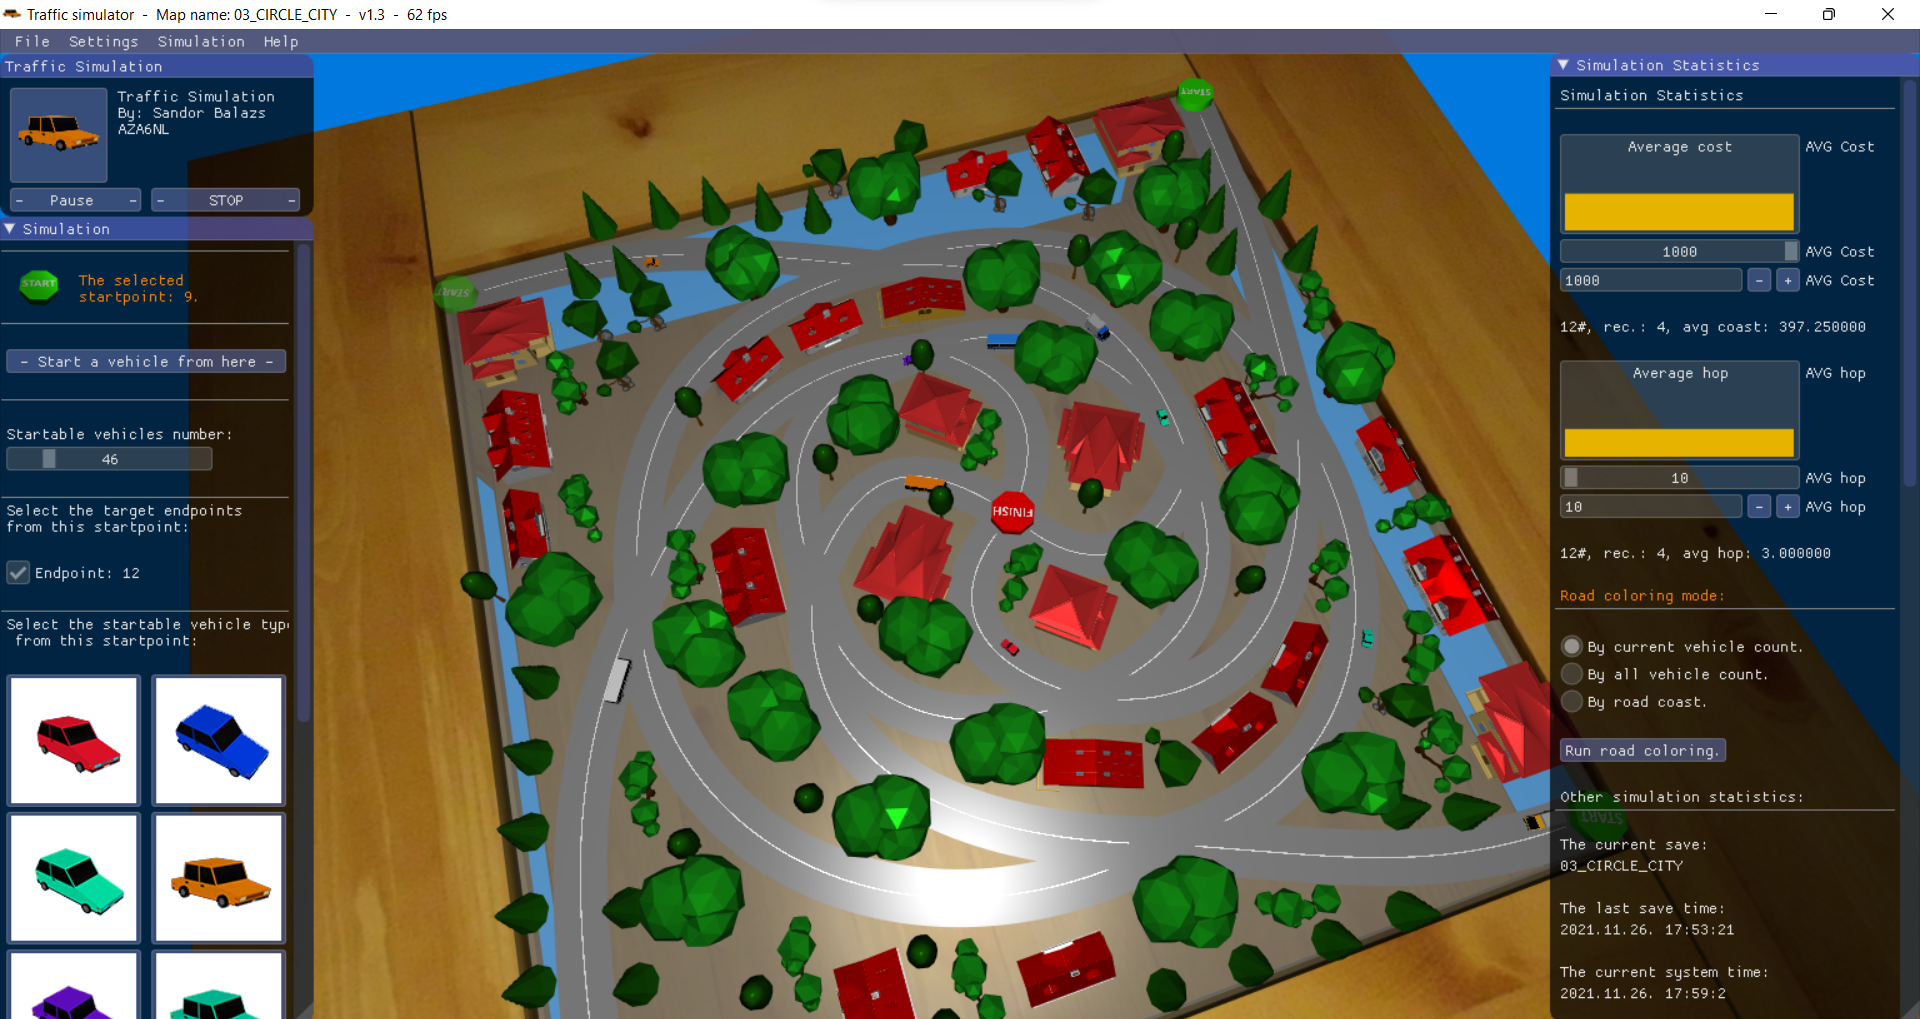 Traffic simulator - Map name: 03_CIRCLE_CITY - v1.3 - 62 fps
File Settings Simulation Help
Traffic Simulation
Traffic Simulation
By: Sandor Balazs
AZA6NL
- Pause -
- STOP -
Simulation
START
The selected
startpoint: 9.
- Start a vehicle from here -
Startable vehicles number:
46
Select the target endpoints
from this startpoint:
Endpoint: 12
Select the startable vehicle typ
from this startpoint:
START
START
FINISH
START
Simulation Statistics
Simulation Statistics
Average cost
AVG Cost
1000
AVG Cost
1000 - + AVG Cost
12#, rec.: 4, avg coast: 397.250000
Average hop
AVG hop
10
AVG hop
10 - + AVG hop
12#, rec.: 4, avg hop: 3.000000
Road coloring mode:
By current vehicle count.
By all vehicle count.
By road coast.
Run road coloring.
Other simulation statistics:
The current save:
03_CIRCLE_CITY
The last save time:
2021.11.26. 17:53:21
The current system time:
2021.11.26. 17:59:2